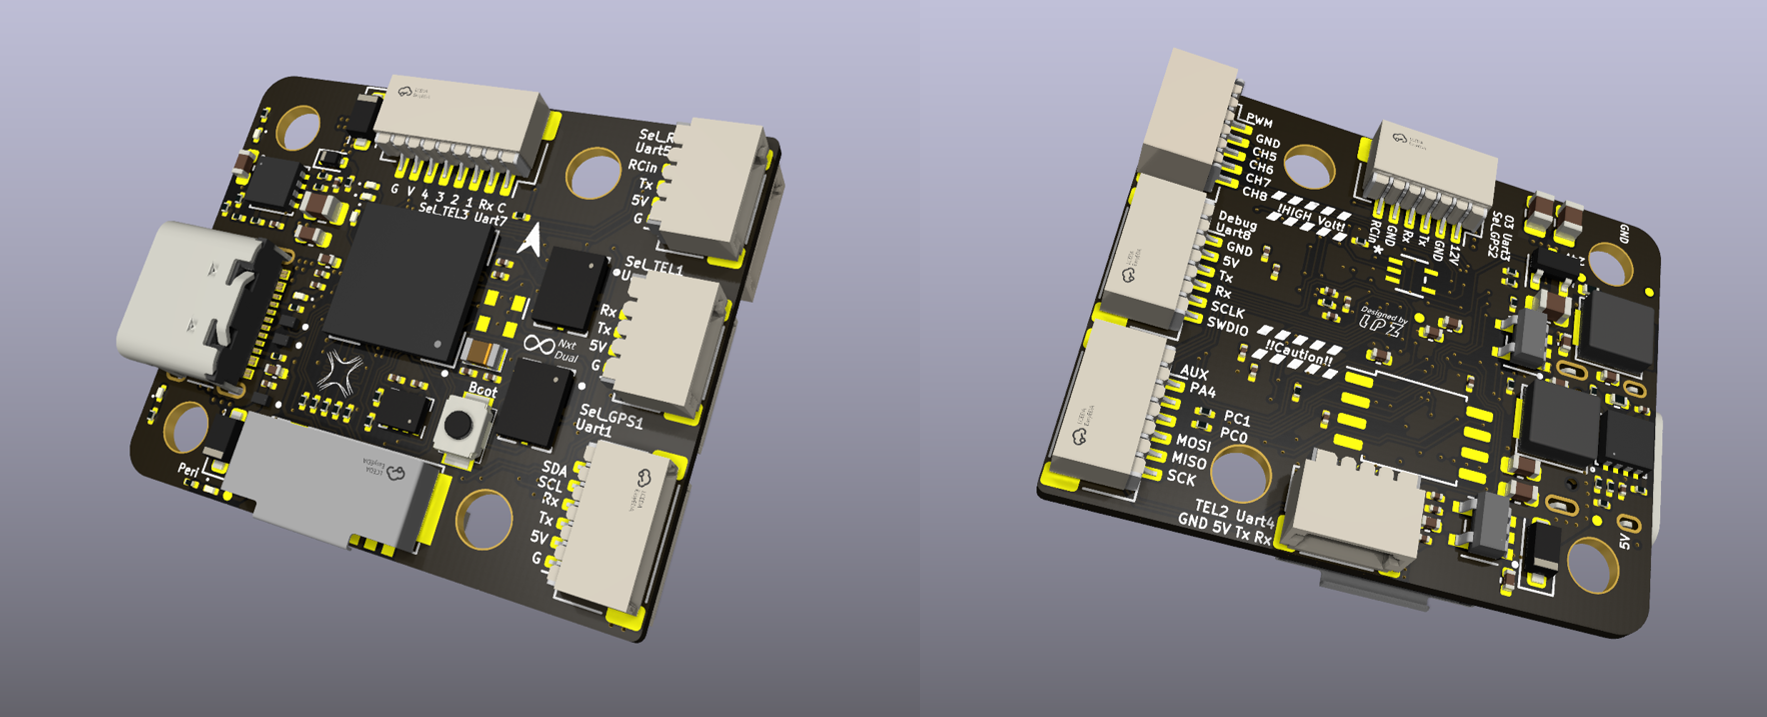 G V 4 3 2 1 Rx C
Sel_TEL3 Uart7
Uart5
RCin
Tx
5V
G
Sel_TEL1
Rx
Tx
5V
G
Nxt
Dual
Boot
Sel_GPS1
Uart1
SDA
SCL
Rx
Tx
5V
G
Peri
PWM
GND
CH5
CH6
CH7
CH8
!HIGH Volt!
Debug
Uart8
GND
5V
Tx
Rx
SCLK
SWDIO
!!Caution!!
AUX
PA4
PC1
PC0
MOSI
MISO
SCK
TEL2 Uart4
GND 5V Tx Rx
RCin*
GND
Rx
Tx
GND
12V
O3 Uart3
Sel_GPS2
GND
Designed by
LPZ
5V